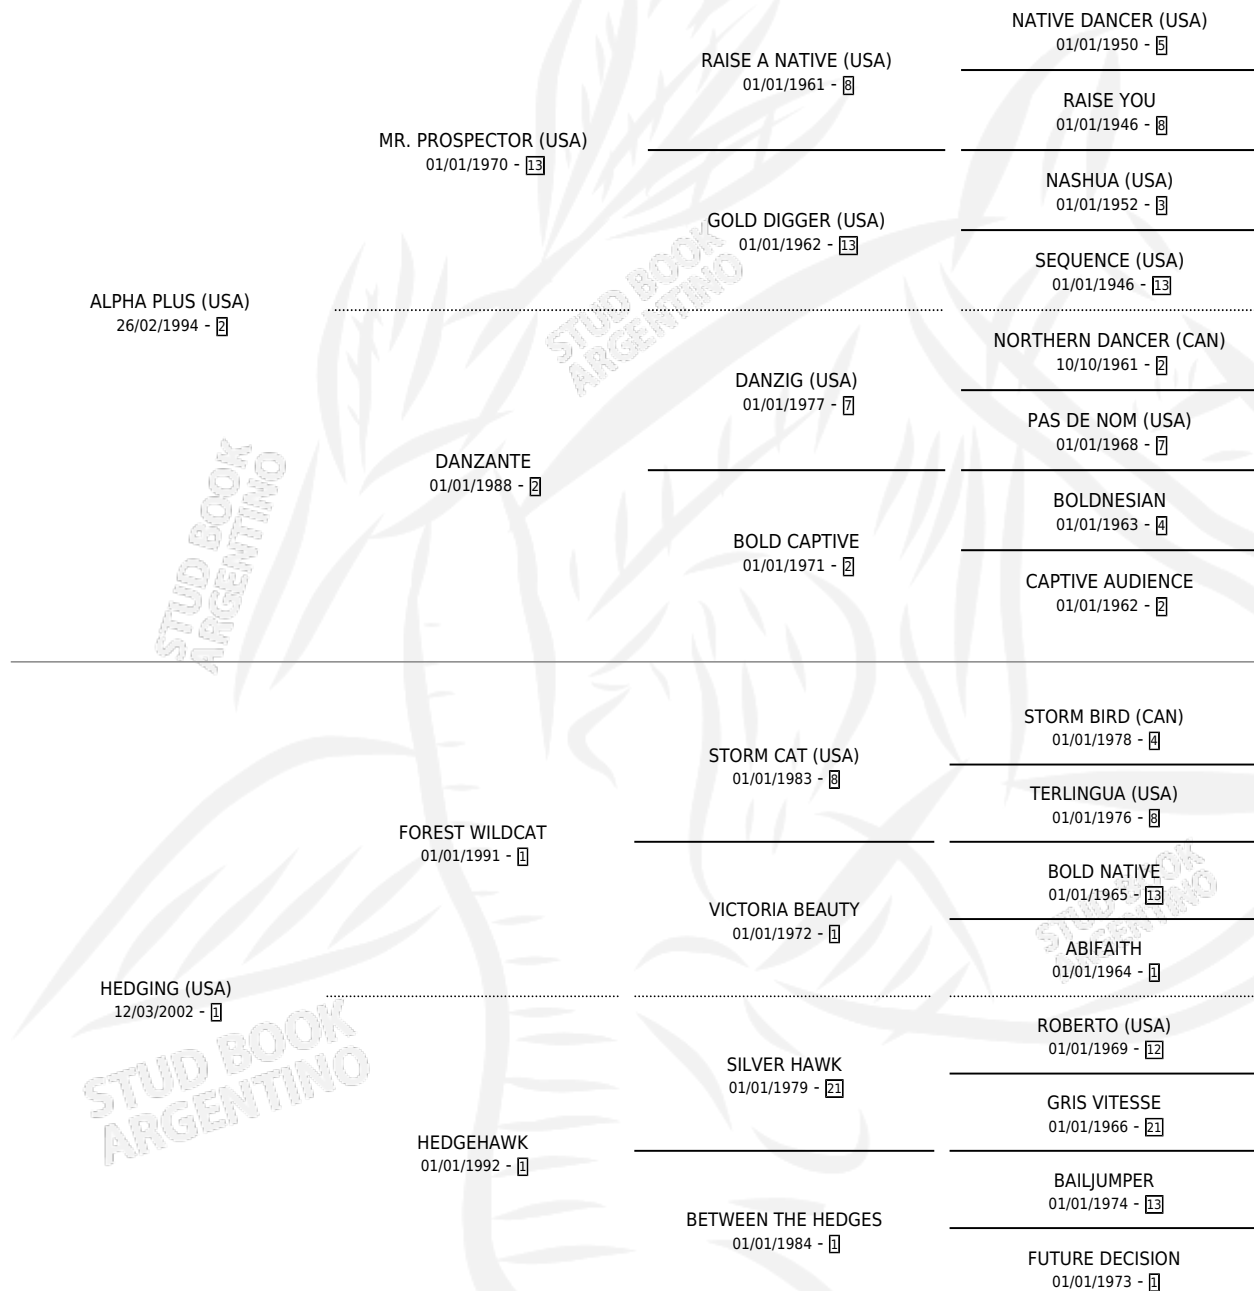 NATIVE DANCER (USA)
01/01/1950 - 5
RAISE A NATIVE (USA)
01/01/1961 - 8
RAISE YOU
01/01/1946 - 8
MR. PROSPECTOR (USA)
01/01/1970 - 13
NASHUA (USA)
01/01/1952 - 3
GOLD DIGGER (USA)
01/01/1962 - 13
SEQUENCE (USA)
01/01/1946 - 13
ALPHA PLUS (USA)
26/02/1994 - 2
STUD BOOK
ARGENTINO
NORTHERN DANCER (CAN)
10/10/1961 - 2
DANZIG (USA)
01/01/1977 - 7
PAS DE NOM (USA)
01/01/1968 - 7
DANZANTE
01/01/1988 - 2
BOLDNESIAN
01/01/1963 - 4
BOLD CAPTIVE
01/01/1971 - 2
CAPTIVE AUDIENCE
01/01/1962 - 2
STUD BOOK
ARGENTINO
STORM BIRD (CAN)
01/01/1978 - 4
STORM CAT (USA)
01/01/1983 - 8
TERLINGUA (USA)
01/01/1976 - 8
FOREST WILDCAT
01/01/1991 - 1
BOLD NATIVE
01/01/1965 - 13
VICTORIA BEAUTY
01/01/1972 - 1
ABIFAITH
01/01/1964 - 1
STUD BOOK
ARGENTINO
HEDGING (USA)
12/03/2002 - 1
ROBERTO (USA)
01/01/1969 - 12
SILVER HAWK
01/01/1979 - 21
GRIS VITESSE
01/01/1966 - 21
STUD BOOK
ARGENTINO
HEDGEHAWK
01/01/1992 - 1
BAILJUMPER
01/01/1974 - 13
BETWEEN THE HEDGES
01/01/1984 - 1
FUTURE DECISION
01/01/1973 - 1